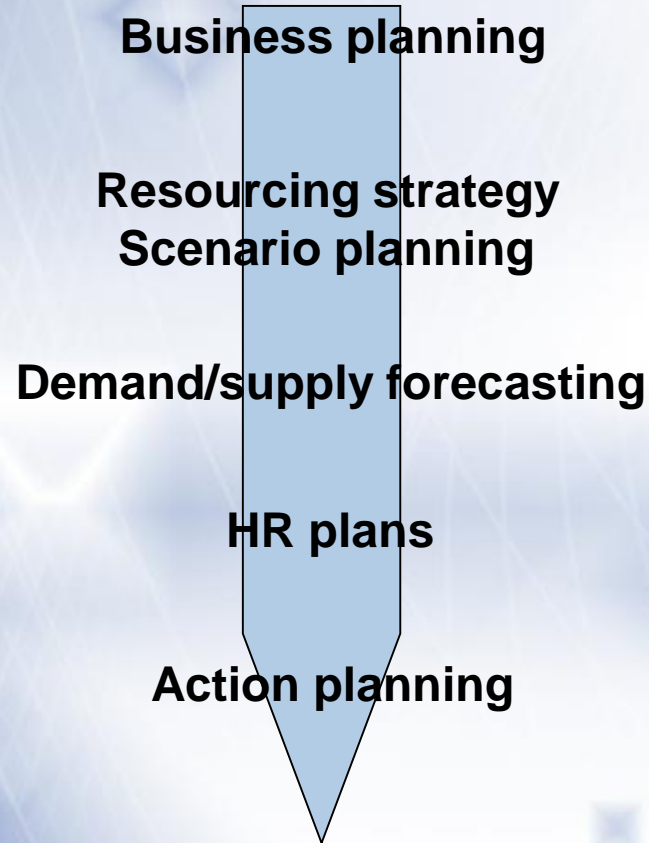 Business planning
Resourcing strategy
Scenario planning
Demand/supply forecasting
HR plans
Action planning